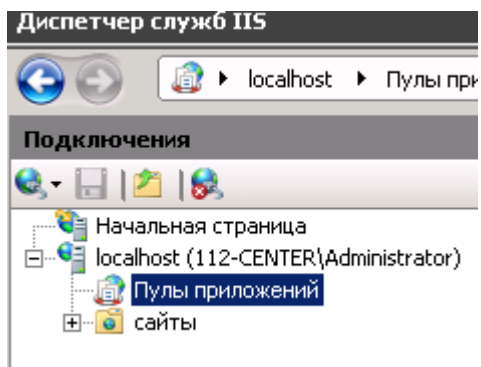 Диспетчер служб IIS
localhost Пулы при
Подключения
Начальная страница
localhost (112-CENTER\Administrator)
Пулы приложений
сайты